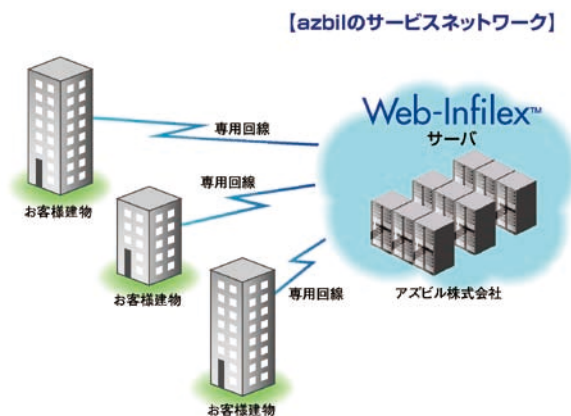 【azbilのサービスネットワーク】
Web-Infilex™
サーバ
専用回線
お客様建物
専用回線
お客様建物
専用回線
アズビル株式会社
お客様建物